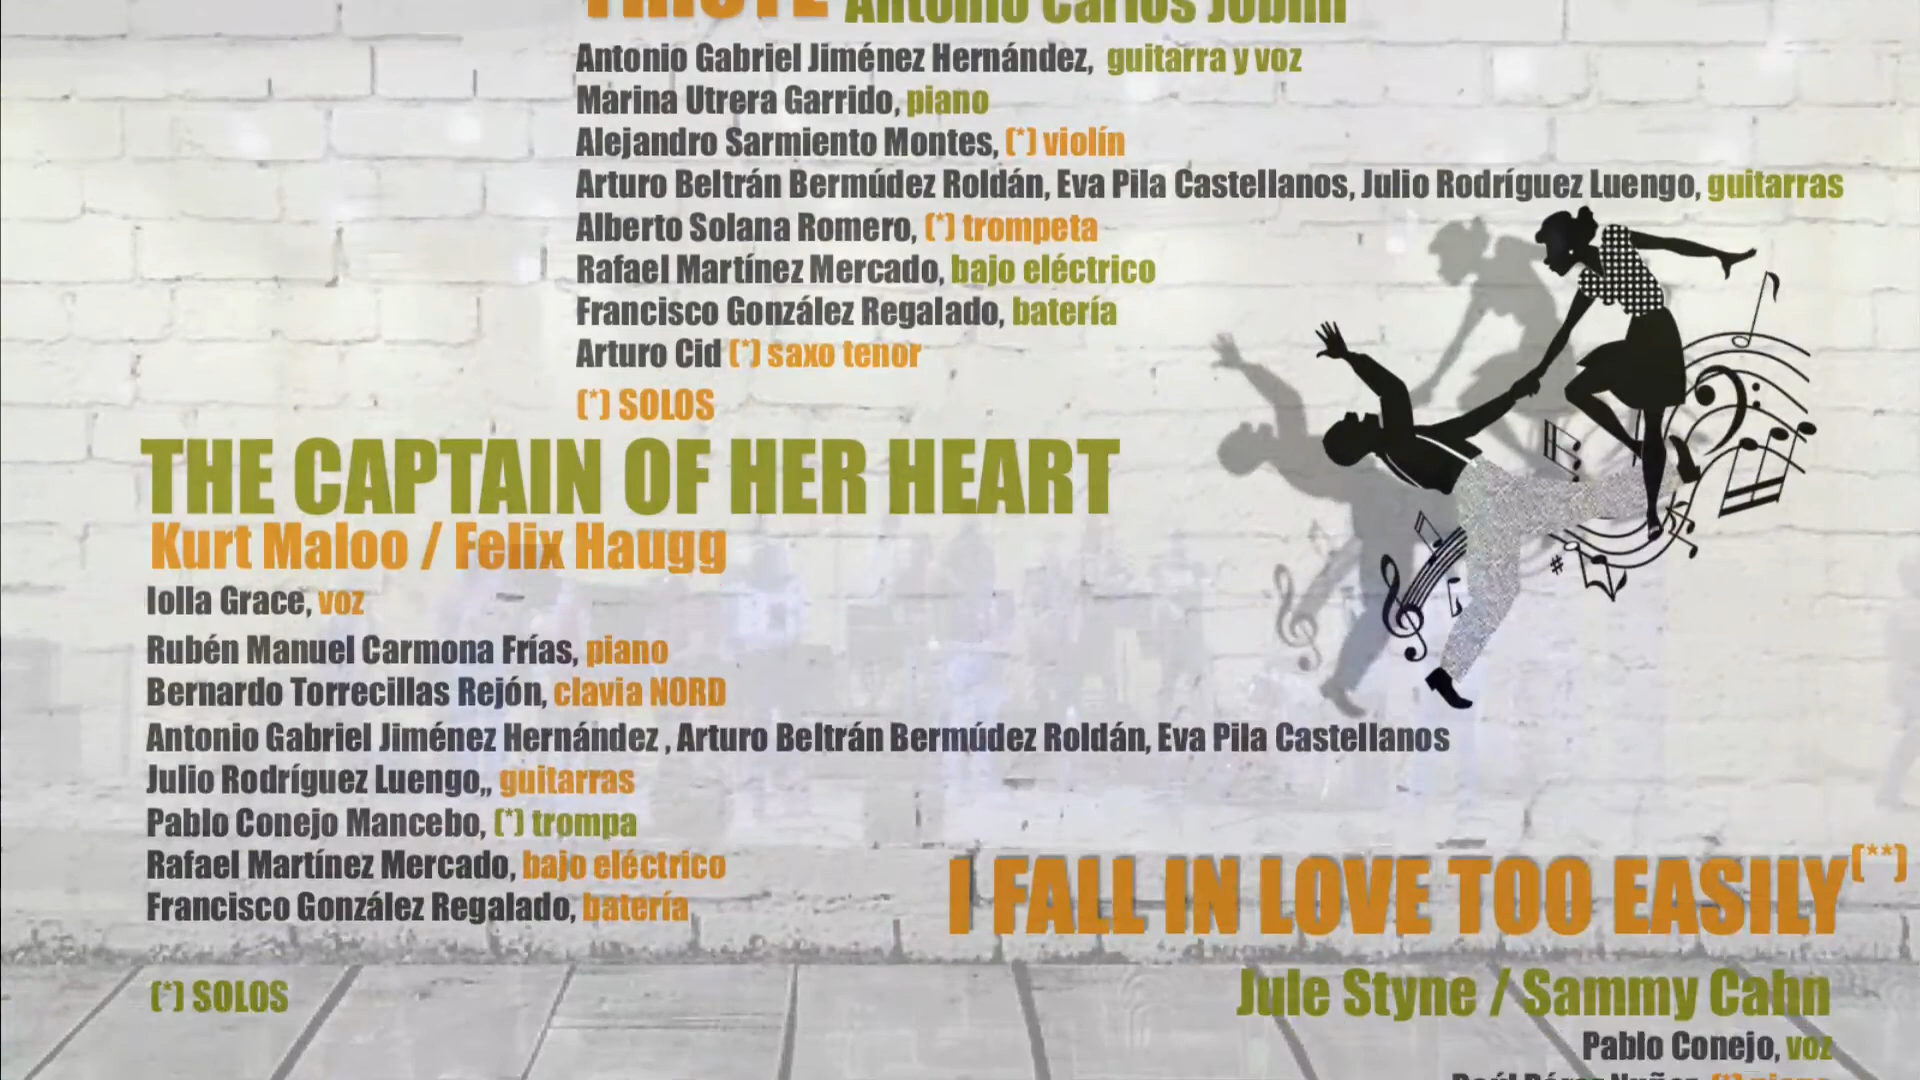 TRISTE Antonio Carlos Jobim
Antonio Gabriel Jiménez Hernández, guitarra y voz
Marina Utrera Garrido, piano
Alejandro Sarmiento Montes, (*) violín
Arturo Beltrán Bermúdez Roldán, Eva Pila Castellanos, Julio Rodríguez Luengo, guitarras
Alberto Solana Romero, (*) trompeta
Rafael Martínez Mercado, bajo eléctrico
Francisco González Regalado, batería
Arturo Cid (*) saxo tenor
(*) SOLOS
THE CAPTAIN OF HER HEART
Kurt Maloo / Felix Haugg
Iolla Grace, voz
Rubén Manuel Carmona Frías, piano
Bernardo Torrecillas Rejón, clavia NORD
Antonio Gabriel Jiménez Hernández , Arturo Beltrán Bermúdez Roldán, Eva Pila Castellanos
Julio Rodríguez Luengo,, guitarras
Pablo Conejo Mancebo, (*) trompa
Rafael Martínez Mercado, bajo eléctrico
Francisco González Regalado, batería
(*) SOLOS
I FALL IN LOVE TOO EASILY (**)
Jule Styne / Sammy Cahn
Pablo Conejo, voz